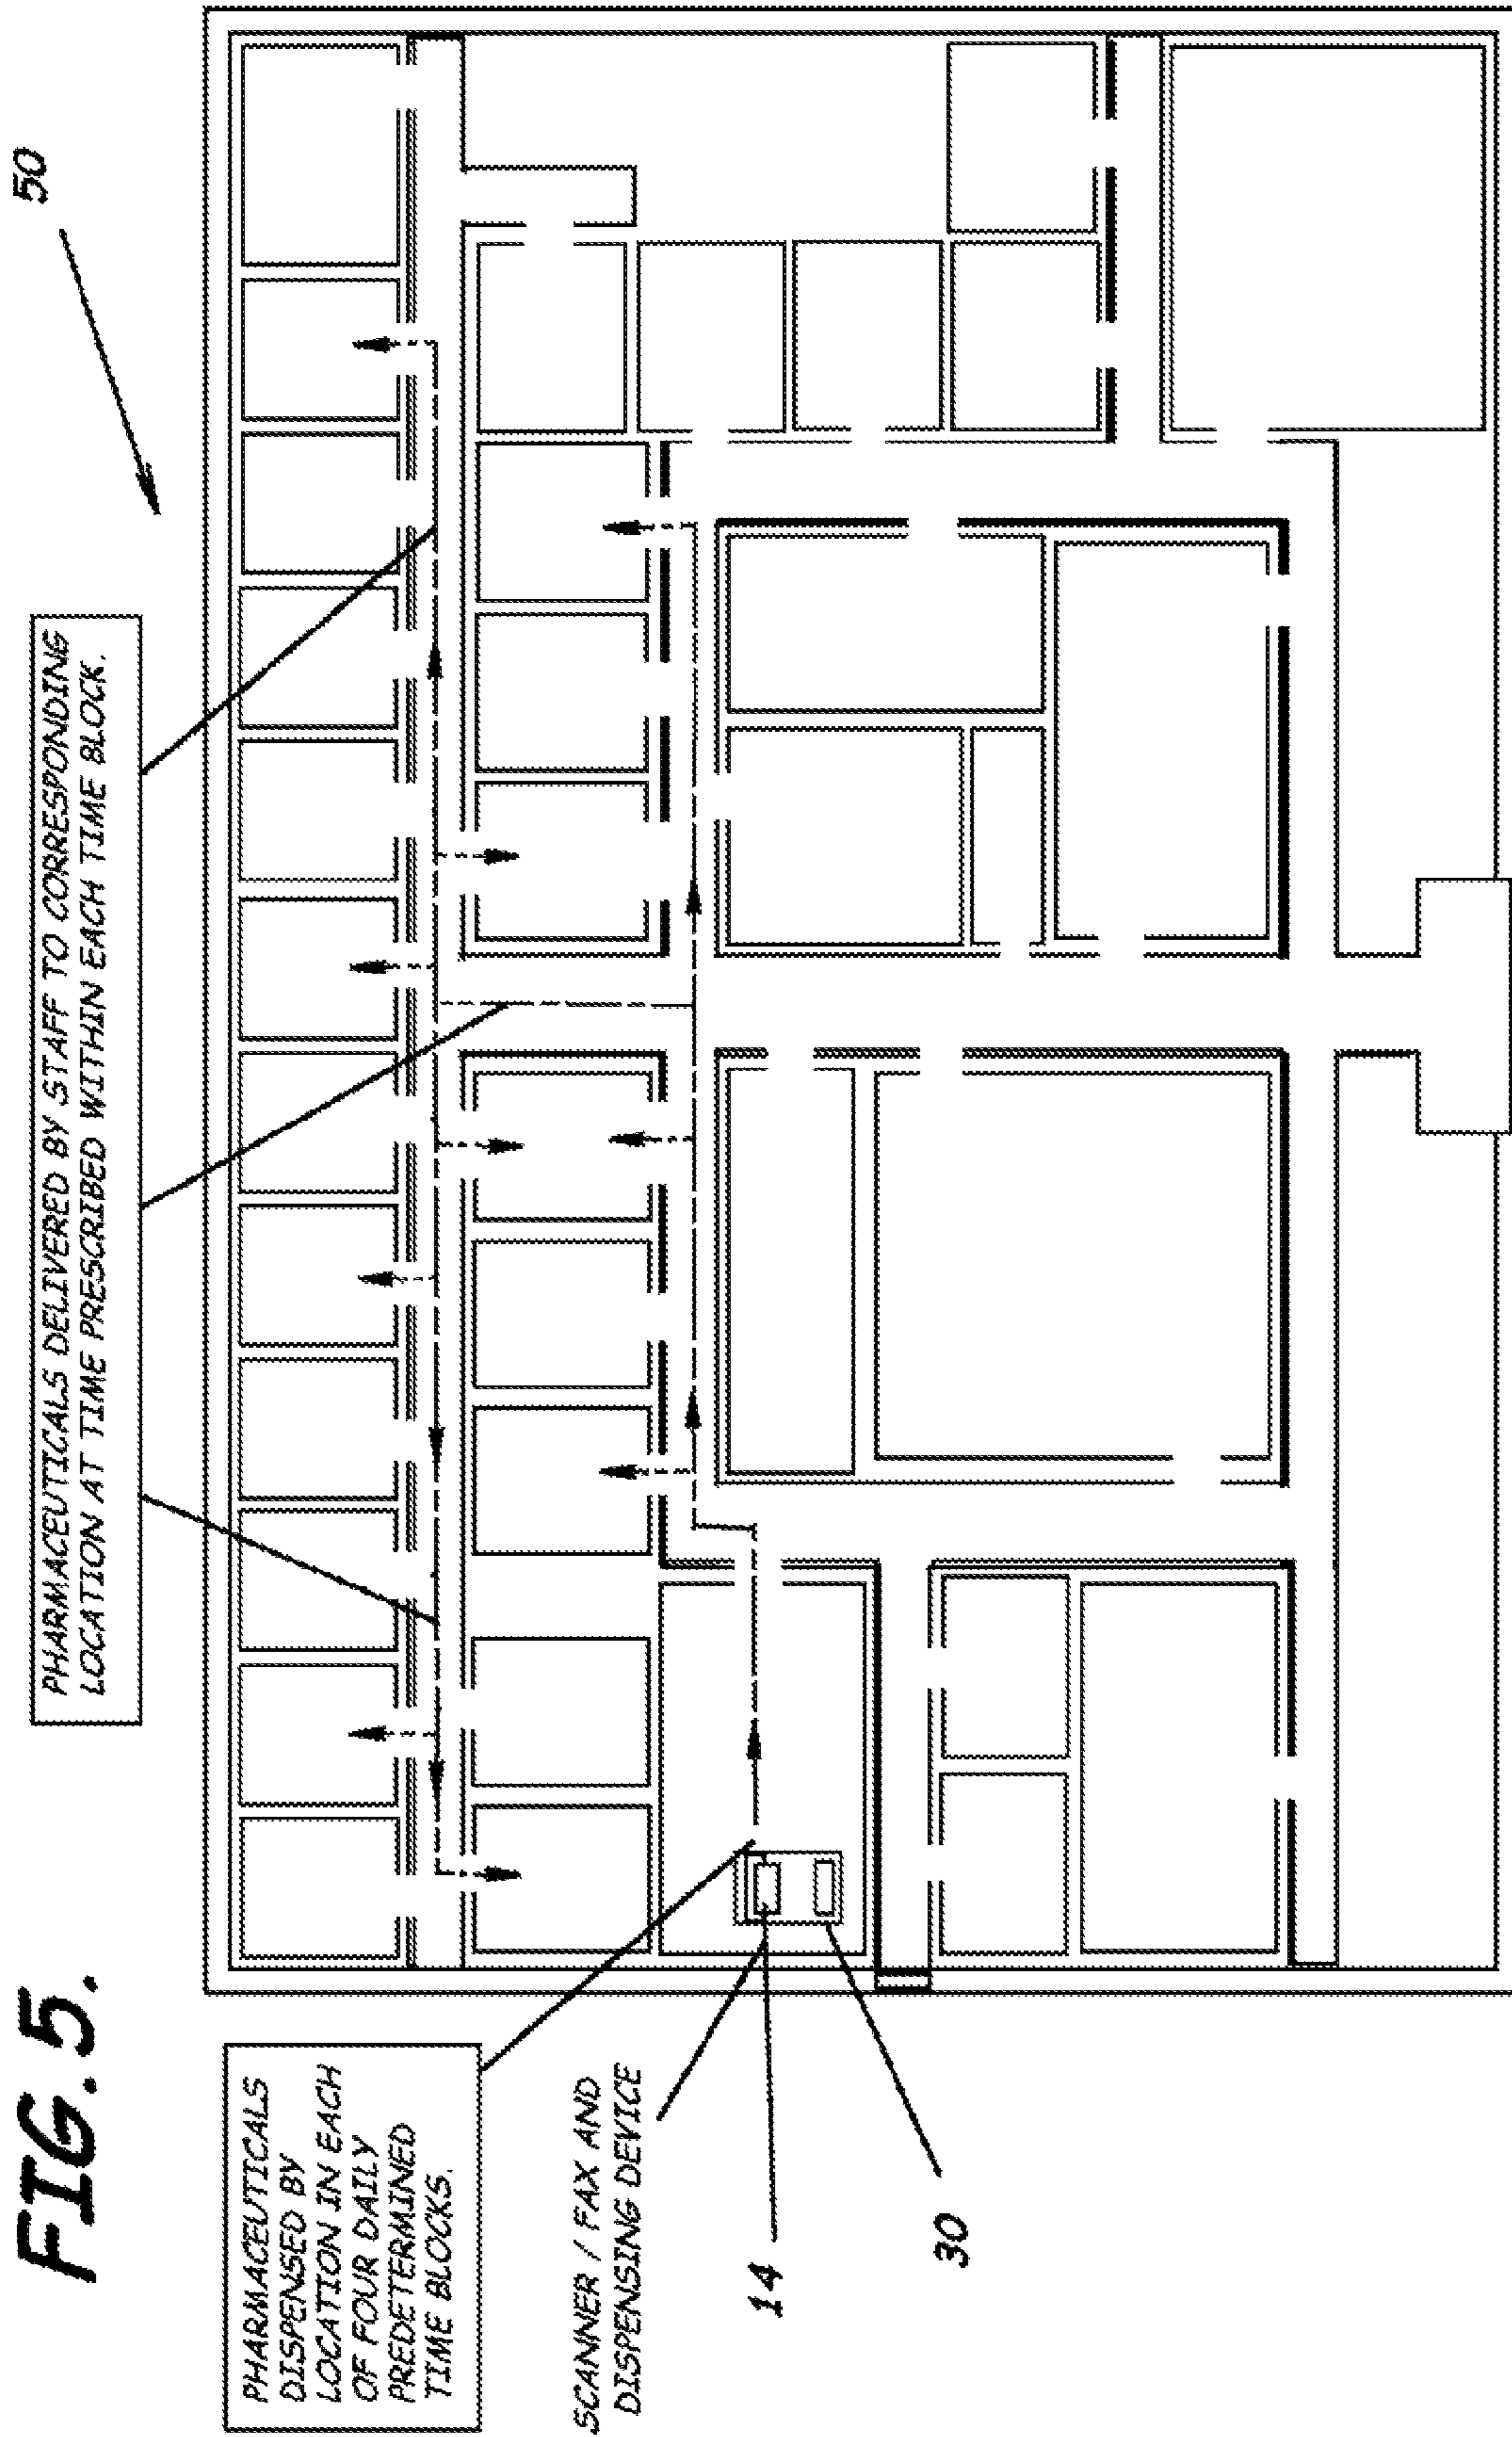 FIG. 5.
50
PHARMACEUTICALS DELIVERED BY STAFF TO CORRESPONDING
LOCATION AT TIME PRESCRIBED WITHIN EACH TIME BLOCK.
PHARMACEUTICALS
DISPENSED BY
LOCATION IN EACH
OF FOUR DAILY
PREDETERMINED
TIME BLOCKS.
SCANNER / FAX AND
DISPENSING DEVICE
14
30